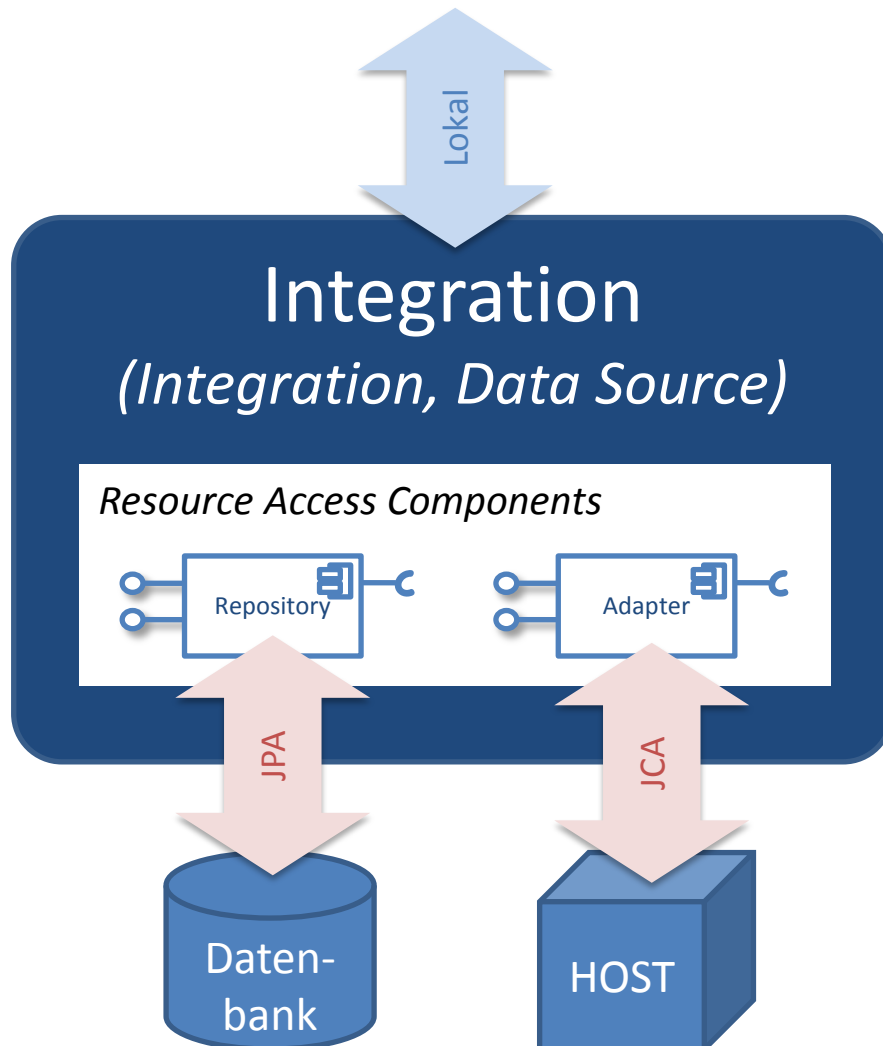 Lokal
Integration
(Integration, Data Source)
Resource Access Components
Repository
Adapter
JPA
JCA
Daten-
bank
HOST